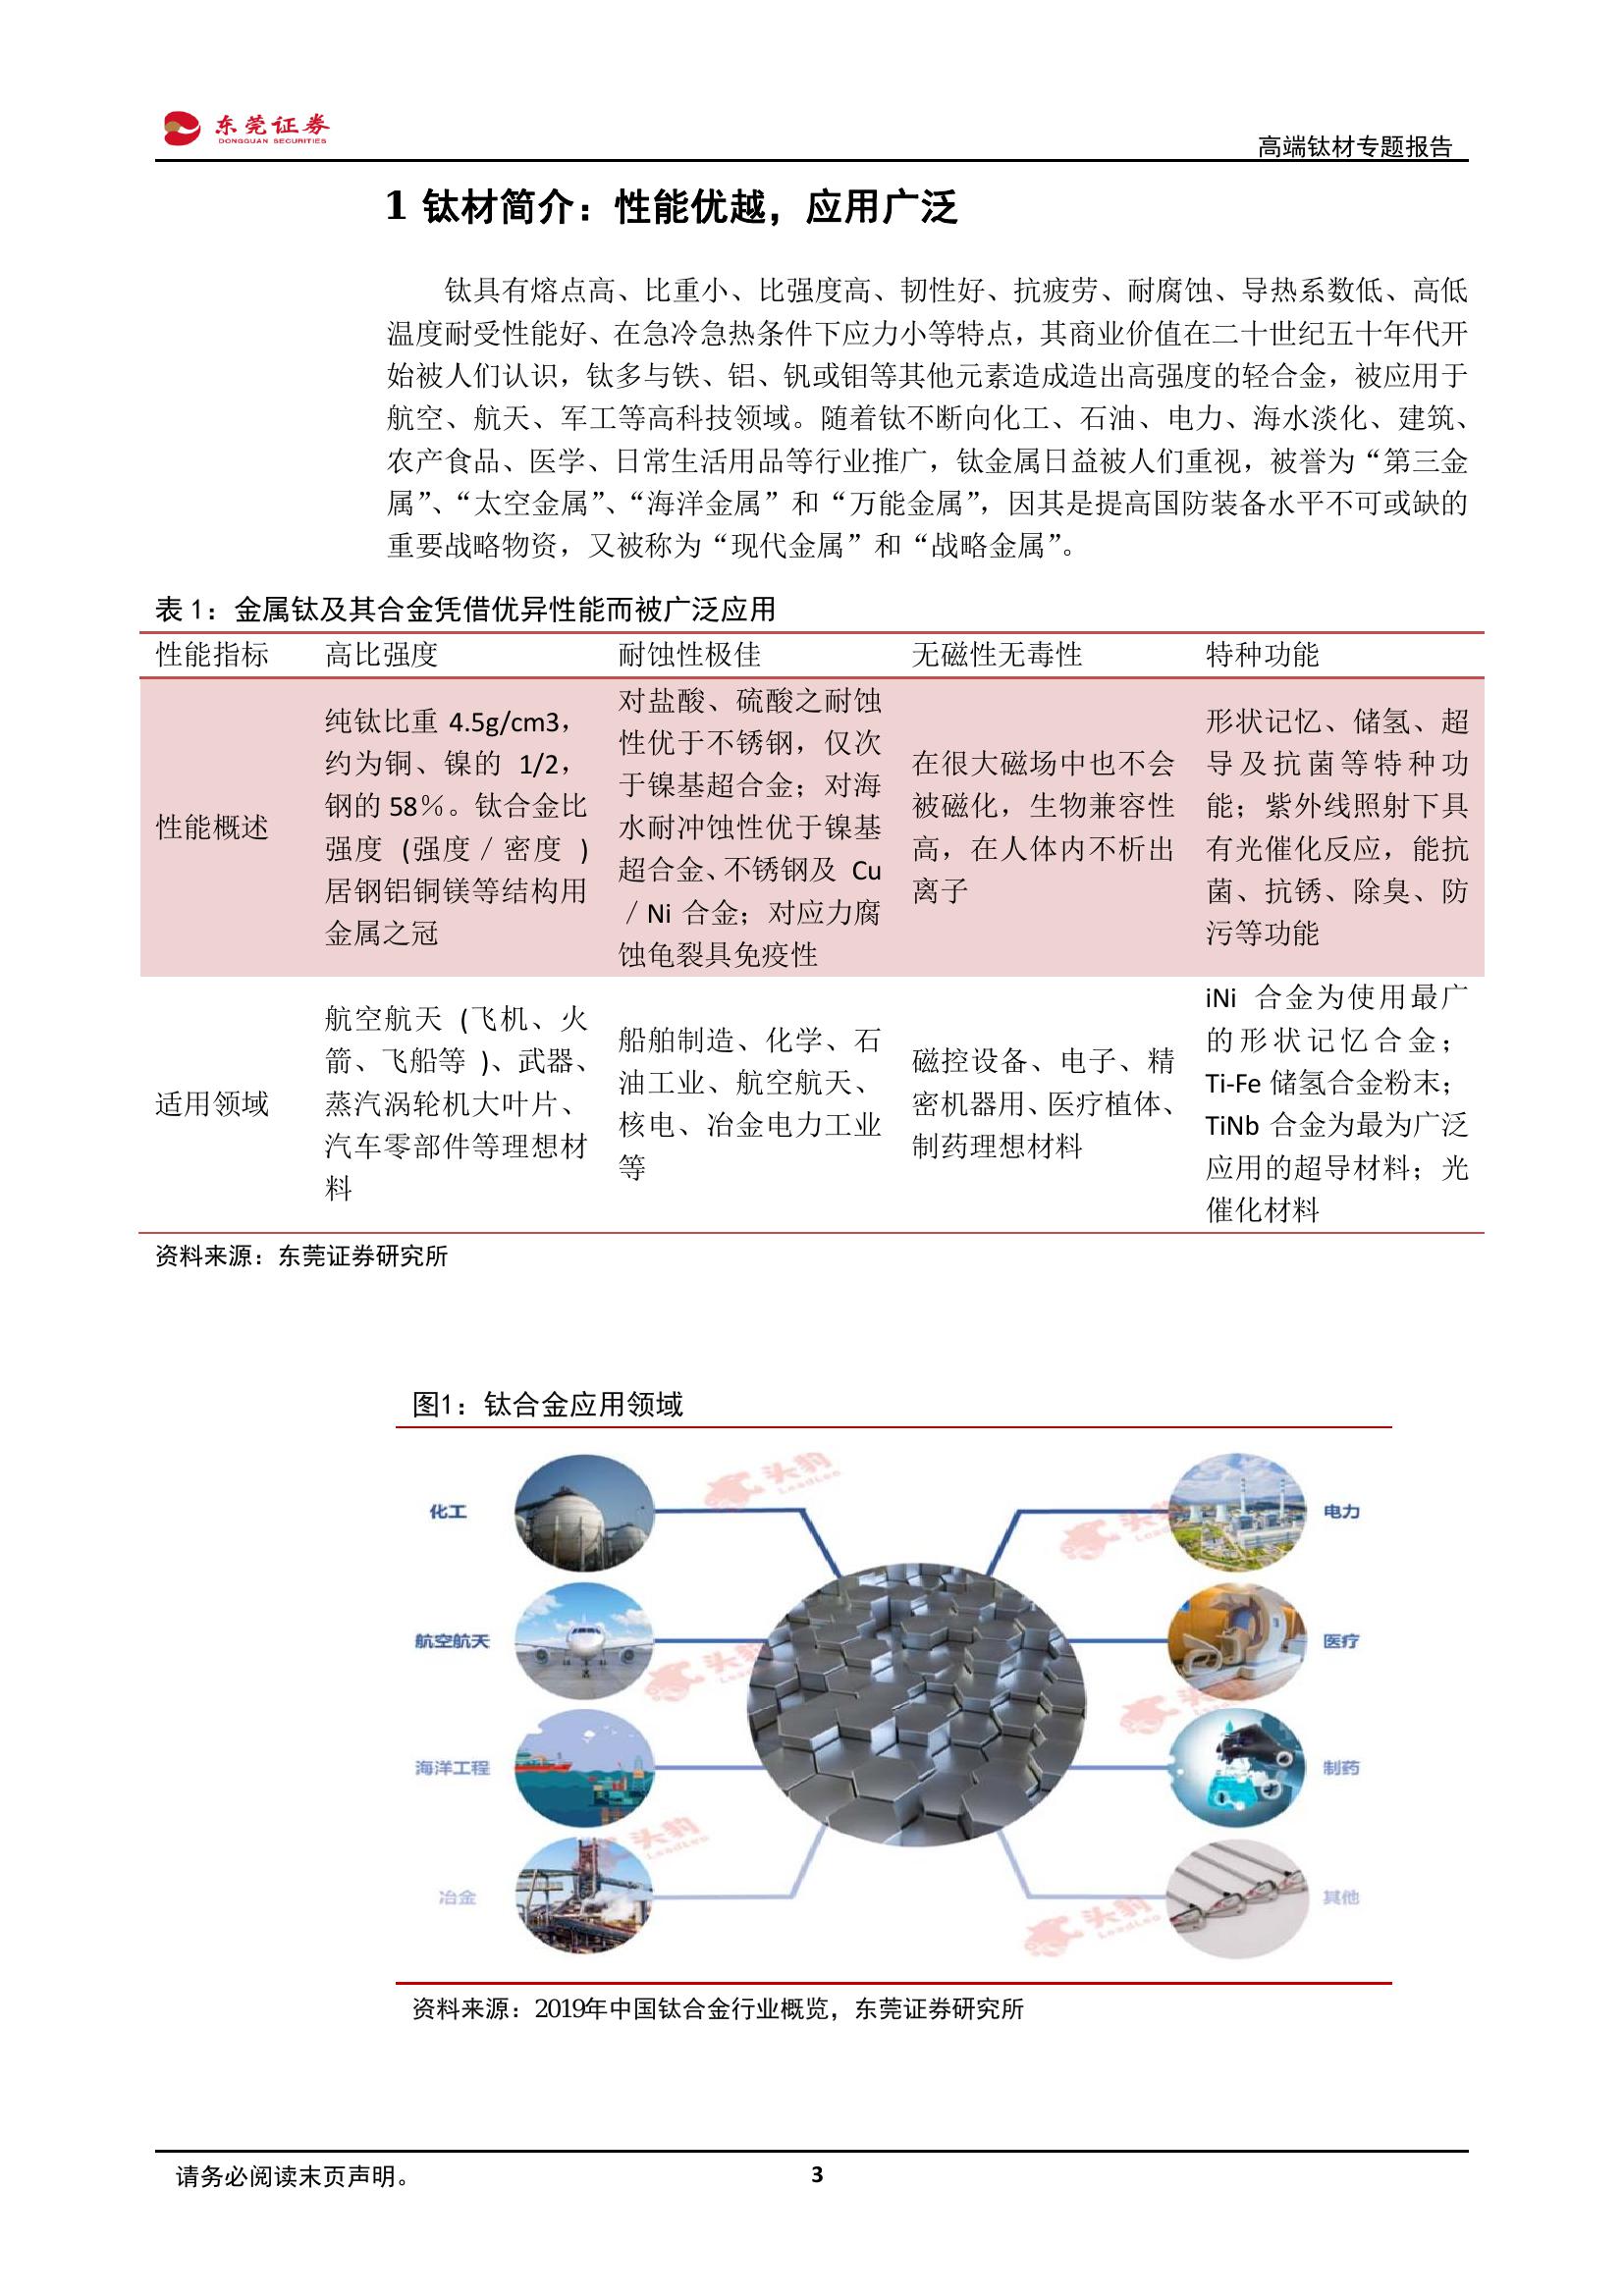 东莞证券
DONGGUAN SECURITIES
高端钛材专题报告
1 钛材简介：性能优越，应用广泛
钛具有熔点高、比重小、比强度高、韧性好、抗疲劳、耐腐蚀、导热系数低、高低
温度耐受性能好、在急冷急热条件下应力小等特点，其商业价值在二十世纪五十年代开
始被人们认识，钛多与铁、铝、钒或钼等其他元素造成造出高强度的轻合金，被应用于
航空、航天、军工等高科技领域。随着钛不断向化工、石油、电力、海水淡化、建筑、
农产食品、医学、日常生活用品等行业推广，钛金属日益被人们重视，被誉为“第三金
属”、“太空金属”、“海洋金属”和“万能金属”，因其是提高国防装备水平不可或缺的
重要战略物资，又被称为“现代金属”和“战略金属”。
表 1：金属钛及其合金凭借优异性能而被广泛应用
性能指标 高比强度 耐蚀性极佳 无磁性无毒性 特种功能
性能概述
纯钛比重 4.5g/cm3，
约为铜、镍的 1/2，
钢的 58％。钛合金比
强度 (强度／密度 )
居钢铝铜镁等结构用
金属之冠
对盐酸、硫酸之耐蚀
性优于不锈钢，仅次
于镍基超合金；对海
水耐冲蚀性优于镍基
超合金、不锈钢及 Cu
／Ni 合金；对应力腐
蚀龟裂具免疫性
在很大磁场中也不会
被磁化，生物兼容性
高，在人体内不析出
离子
形状记忆、储氢、超
导及抗菌等特种功
能；紫外线照射下具
有光催化反应，能抗
菌、抗锈、除臭、防
污等功能
适用领域
航空航天 (飞机、火
箭、飞船等 )、武器、
蒸汽涡轮机大叶片、
汽车零部件等理想材
料
船舶制造、化学、石
油工业、航空航天、
核电、冶金电力工业
等
磁控设备、电子、精
密机器用、医疗植体、
制药理想材料
iNi 合金为使用最广
的形状记忆合金；
Ti-Fe 储氢合金粉末；
TiNb 合金为最为广泛
应用的超导材料；光
催化材料
资料来源：东莞证券研究所
图1：钛合金应用领域
头豹
LeadLeo
化工
电力
头豹
航空航天
医疗
头豹
海洋工程
制药
头豹
LeadLeo
冶金
其他
头豹
LeadLeo
资料来源：2019年中国钛合金行业概览，东莞证券研究所
请务必阅读末页声明。
3